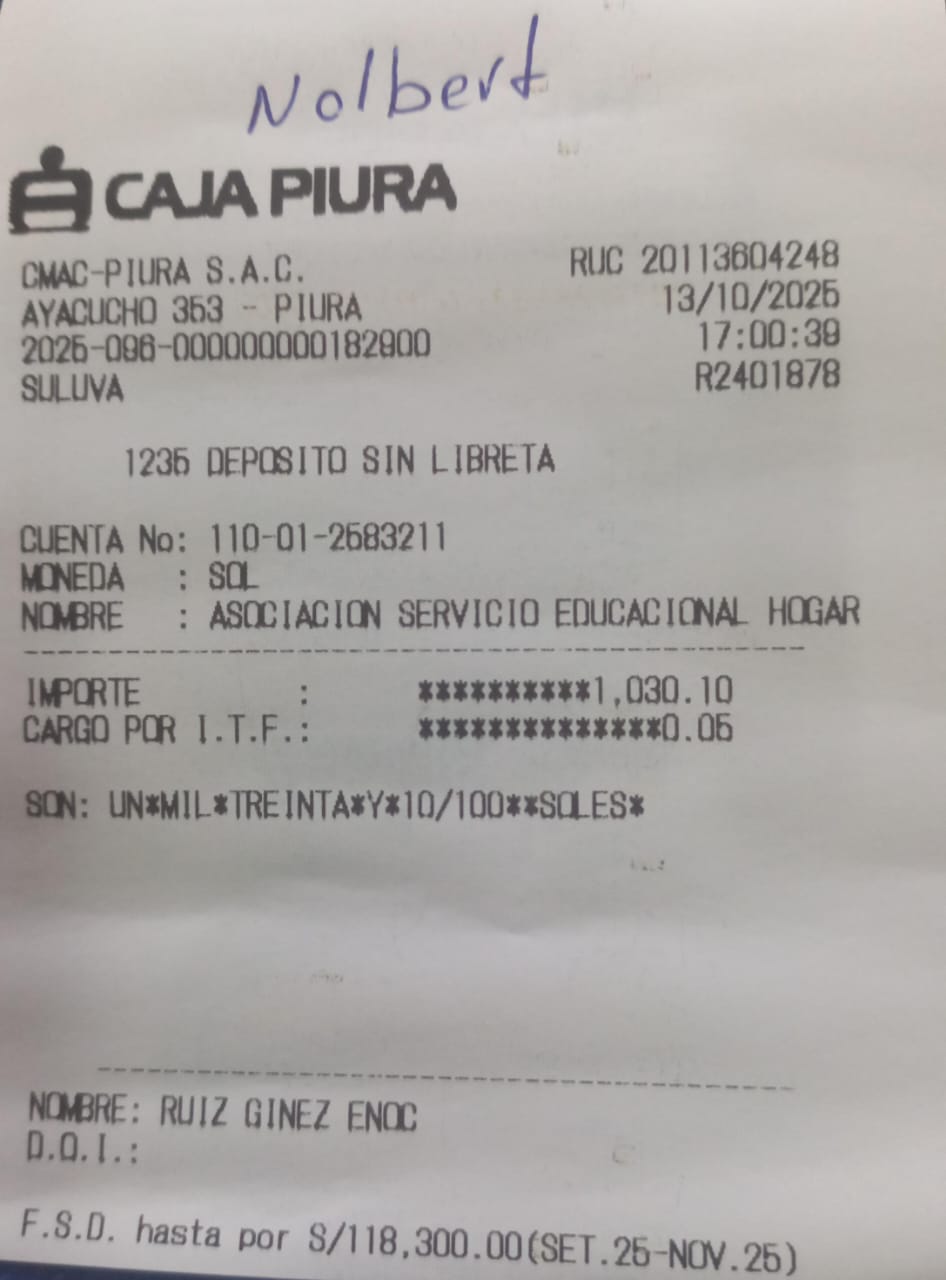 Nolbert
CAJA PIURA
CMAC-PIURA S.A.C. RUC 20113604248
AYACUCHO 353 - PIURA 13/10/2025
2025-096-000000000182900 17:00:39
SULUVA R2401878
1235 DEPOSITO SIN LIBRETA
CUENTA No: 110-01-2583211
MONEDA : SOL
NOMBRE : ASOCIACION SERVICIO EDUCACIONAL HOGAR
IMPORTE : **********1,030.10
CARGO POR I.T.F.: **************0.05
SON: UN*MIL*TREINTA*Y*10/100**SOLES*
NOMBRE: RUIZ GINEZ ENOC
D.O.I.:
F.S.D. hasta por S/118,300.00(SET.25-NOV.25)